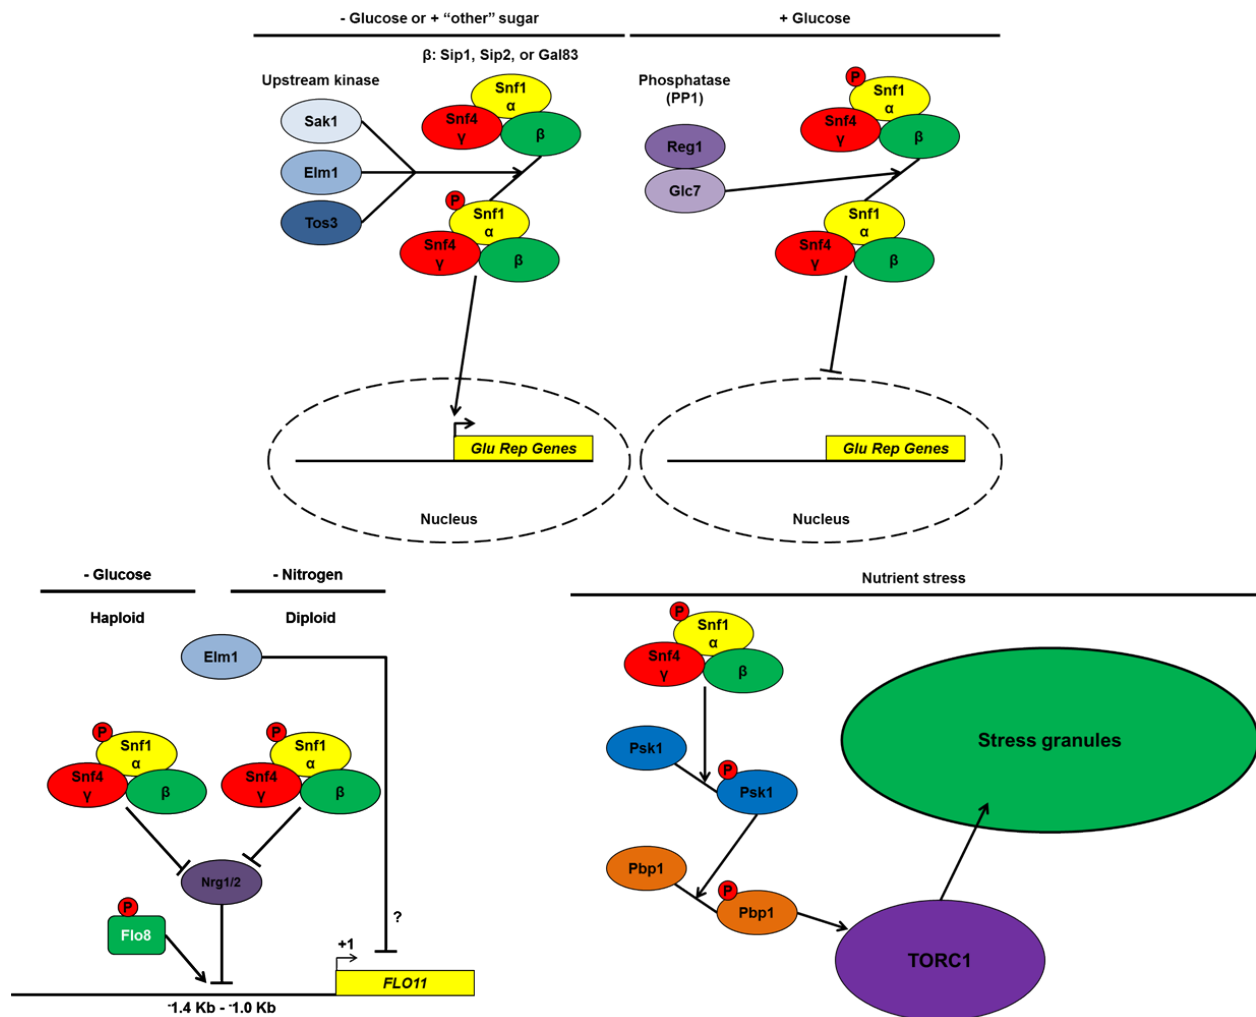 - Glucose or + “other” sugar
+ Glucose
β: Sip1, Sip2, or Gal83
Upstream kinase
Sak1
Elm1
Tos3
Snf1
α
Snf4
γ
β
P
Snf1
α
Snf4
γ
β
Glu Rep Genes
Nucleus
Phosphatase
(PP1)
Reg1
Glc7
P
Snf1
α
Snf4
γ
β
Snf1
α
Snf4
γ
β
Glu Rep Genes
Nucleus
- Glucose
- Nitrogen
Haploid
Diploid
Elm1
P
Snf1
α
Snf4
γ
β
P
Snf1
α
Snf4
γ
β
Nrg1/2
P
Flo8
?
+1
FLO11
-1.4 Kb - -1.0 Kb
Nutrient stress
P
Snf1
α
Snf4
γ
β
Psk1
P
Psk1
Pbp1
P
Pbp1
TORC1
Stress granules